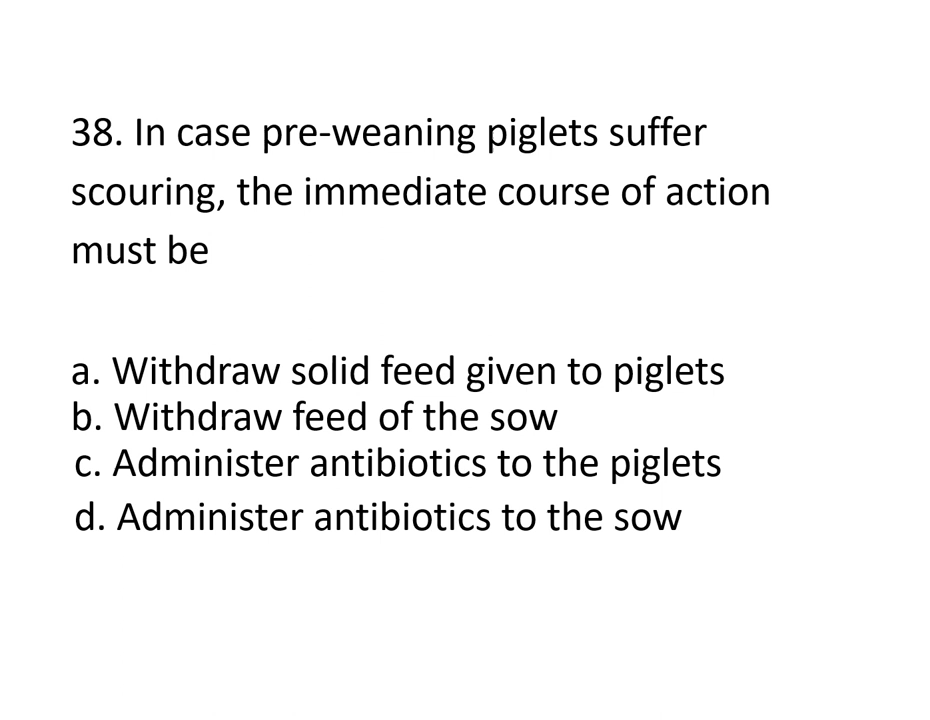 38. In case pre-weaning piglets suffer
scouring, the immediate course of action
must be
a. Withdraw solid feed given to piglets
b. Withdraw feed of the sow
c. Administer antibiotics to the piglets
d. Administer antibiotics to the sow